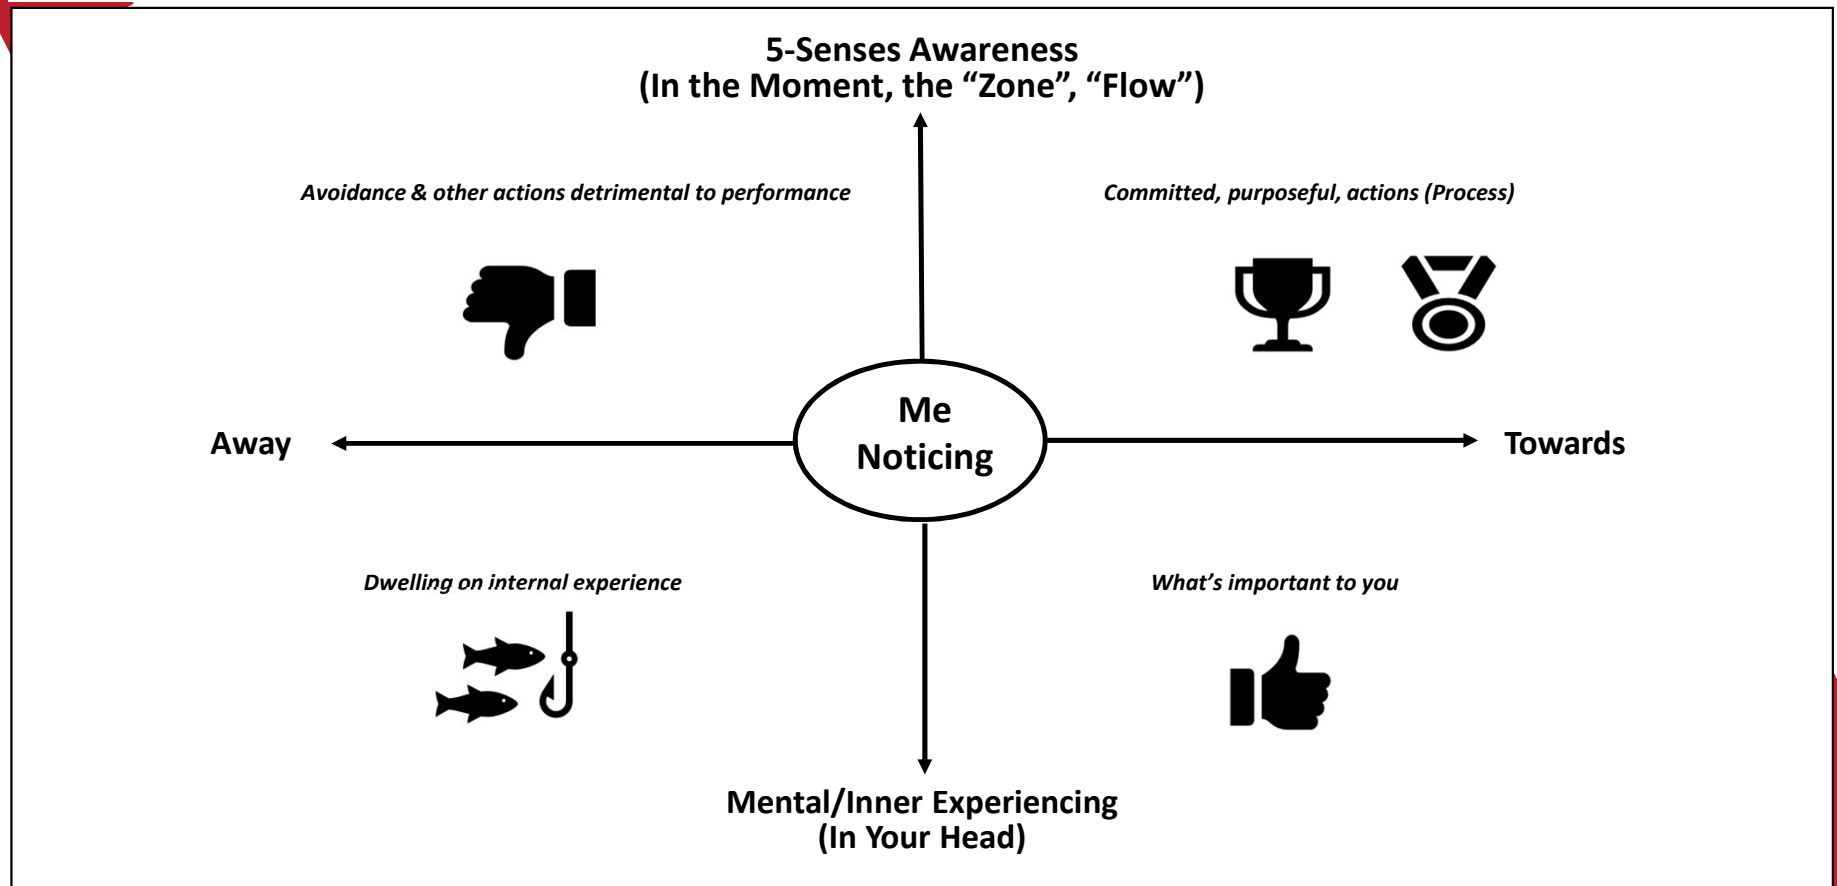 5-Senses Awareness
(In the Moment, the “Zone”, “Flow”)
Avoidance & other actions detrimental to performance
Committed, purposeful, actions (Process)
Me
Noticing
Away
Towards
Dwelling on internal experience
What’s important to you
Mental/Inner Experiencing
(In Your Head)